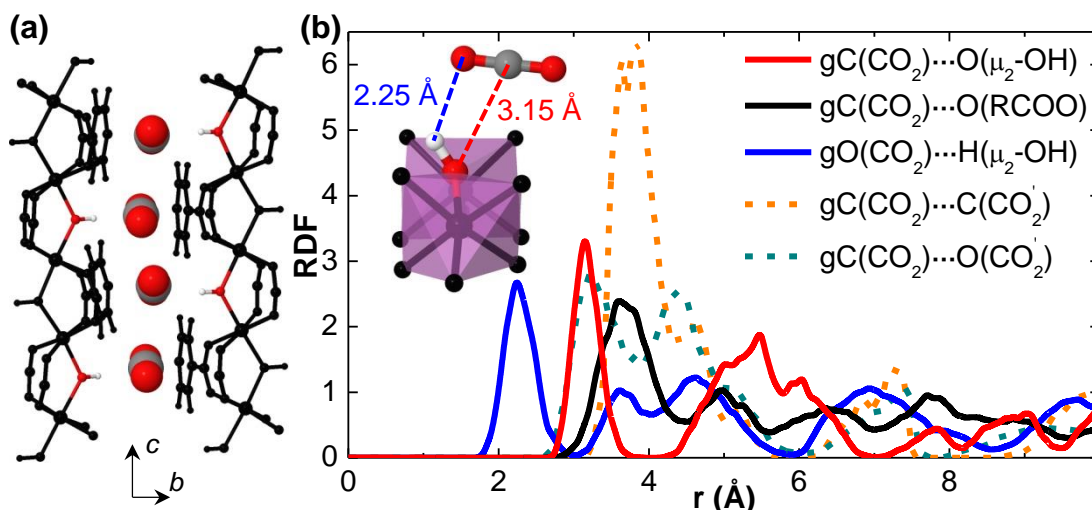 (a)
c
b
(b)
RDF
6
5
4
3
2
1
0
2.25 Å
3.15 Å
gC(CO₂)···O(μ₂-OH)
gC(CO₂)···O(RCOO)
gO(CO₂)···H(μ₂-OH)
gC(CO₂)···C(CO₂')
gC(CO₂)···O(CO₂')
0 2 4 6 8
r (Å)